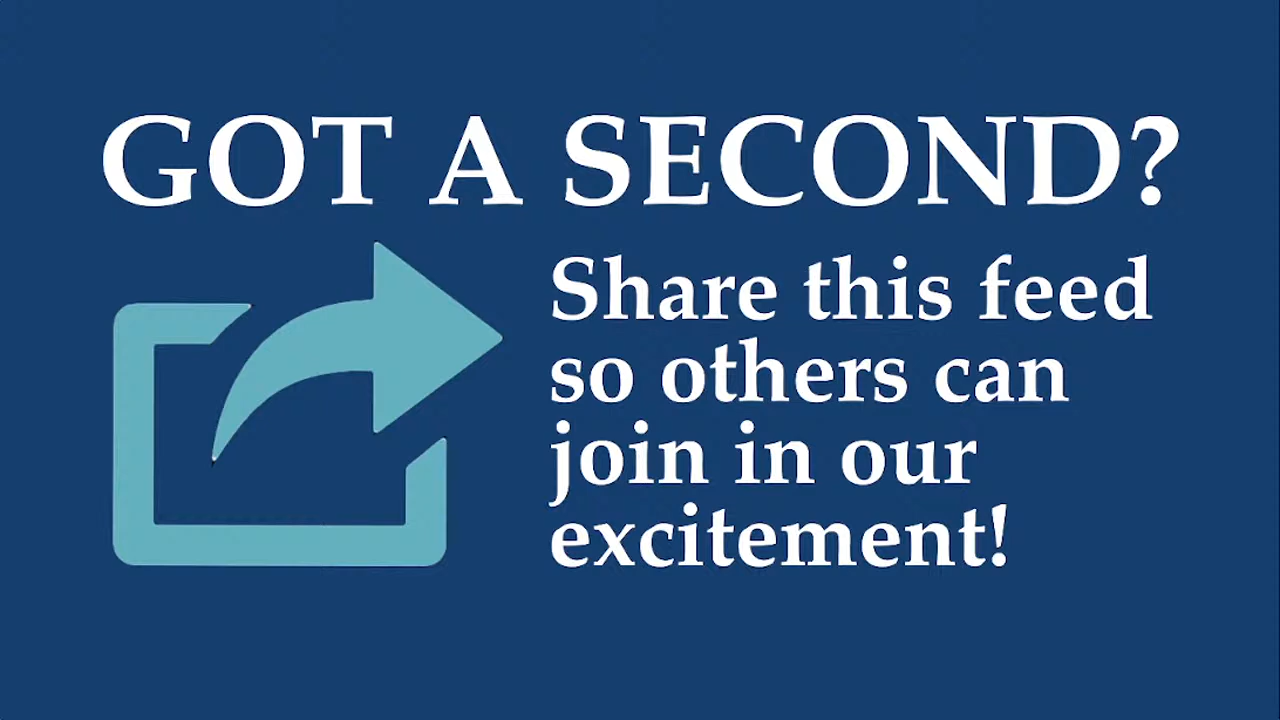 GOT A SECOND?
Share this feed
so others can
join in our
excitement!